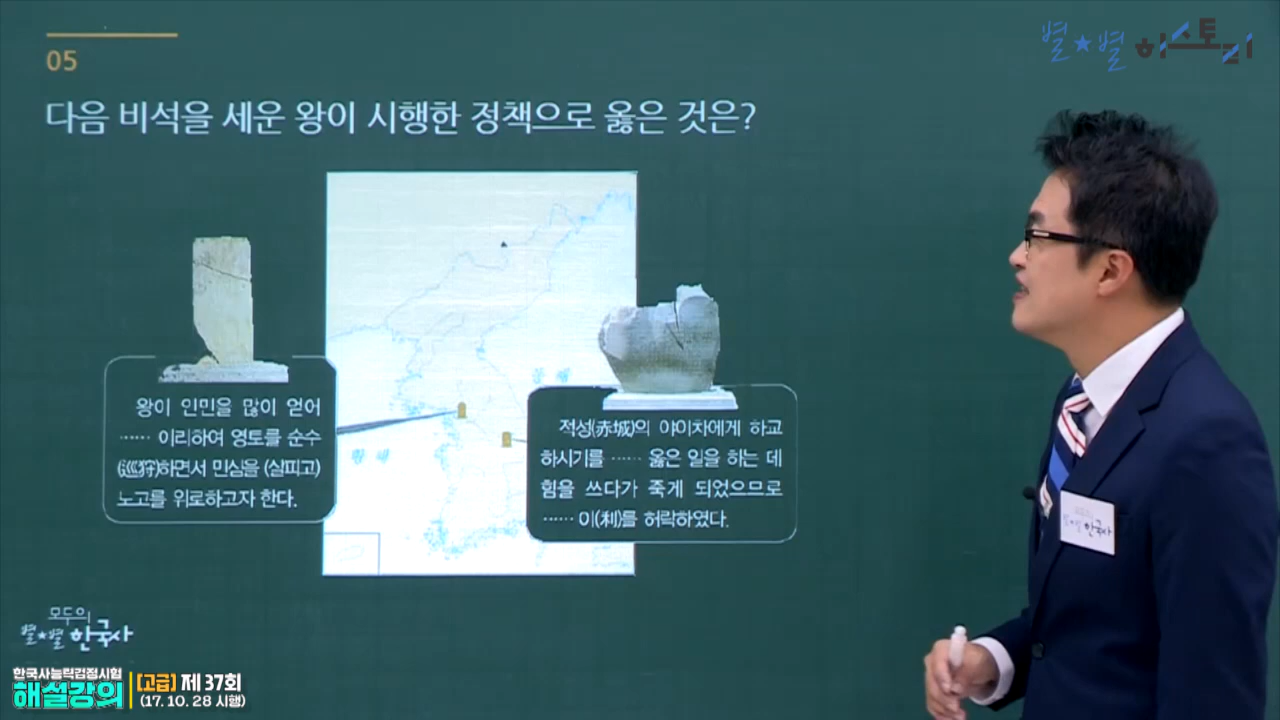 05
별★별 히스토리
다음 비석을 세운 왕이 시행한 정책으로 옳은 것은?
왕이 인민을 많이 얻어
…… 이리하여 영토를 순수
(巡狩)하면서 민심을 (살피고)
노고를 위로하고자 한다.
동해
황해
적성(赤城)의 야이차에게 하교
하시기를 …… 옳은 일을 하는 데
힘을 쓰다가 죽게 되었으므로
…… 이(利)를 허락하였다.
한국사
모두의
별★별 한국사
한국사능력검정시험
해설강의
[고급] 제 37회
(17. 10. 28 시행)